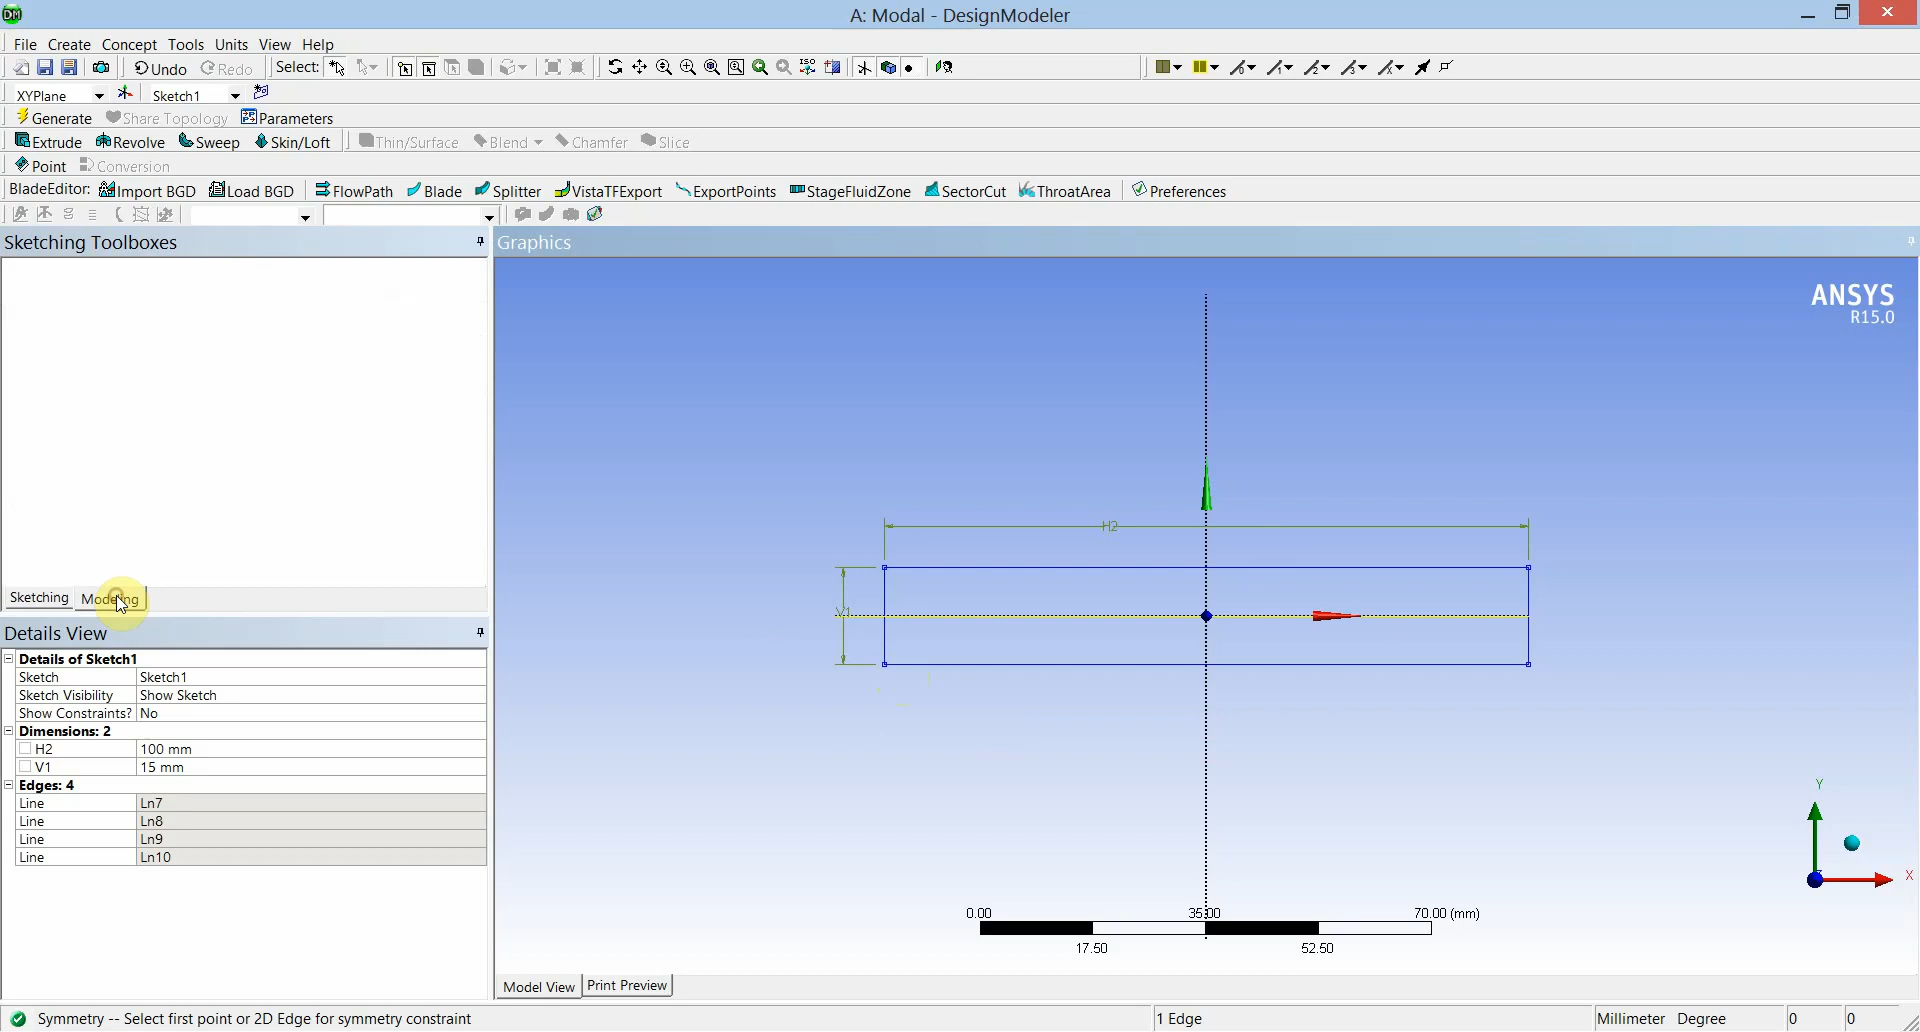 A: Modal - DesignModeler
File Create Concept Tools Units View Help
Undo Redo Select: ISO
XYPlane Sketch1
Generate Share Topology Parameters
Extrude Revolve Sweep Skin/Loft Thin/Surface Blend Chamfer Slice
Point Conversion
BladeEditor: Import BGD Load BGD FlowPath Blade Splitter VistaTFExport ExportPoints StageFluidZone SectorCut ThroatArea Preferences
Sketching Toolboxes
Graphics
ANSYS
R15.0
H2
V1
Sketching Modeling
Details View
Details of Sketch1
Sketch Sketch1
Sketch Visibility Show Sketch
Show Constraints? No
Dimensions: 2
H2 100 mm
V1 15 mm
Edges: 4
Line Ln7
Line Ln8
Line Ln9
Line Ln10
Y
X
0.00 35.00 70.00 (mm)
17.50 52.50
Model View Print Preview
Symmetry -- Select first point or 2D Edge for symmetry constraint 1 Edge Millimeter Degree 0 0